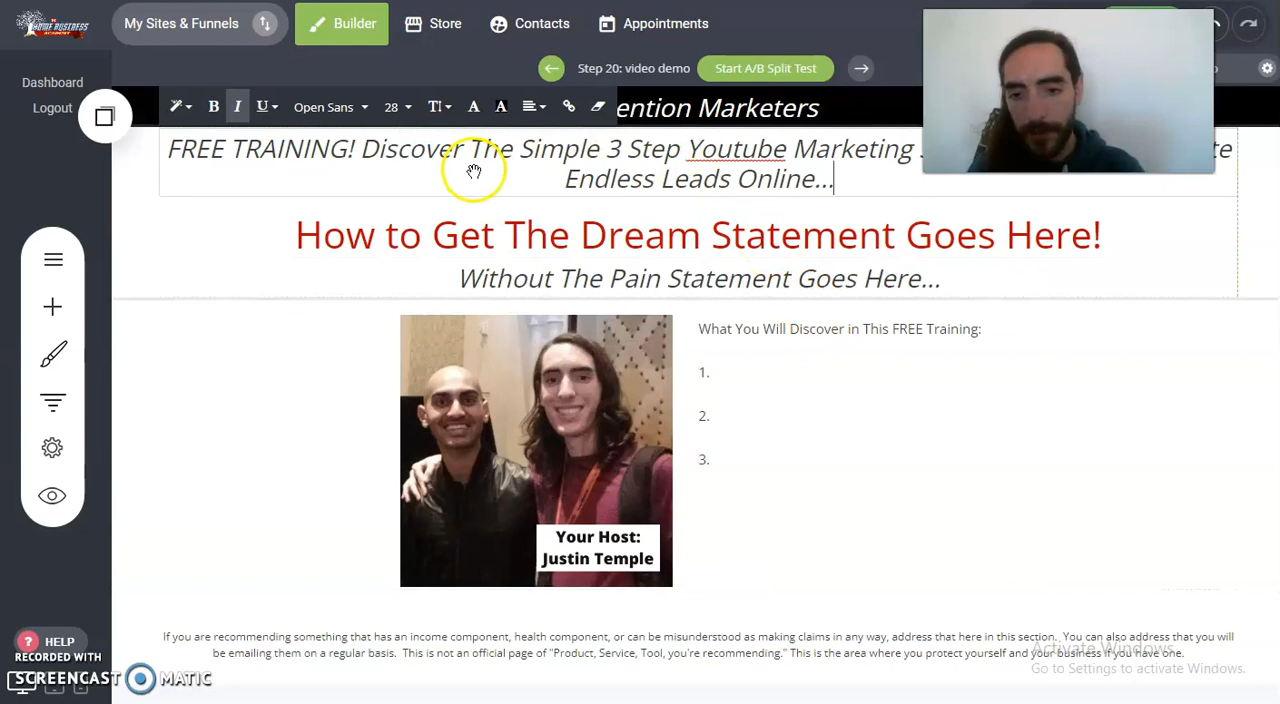 HOME BUSINESS
ACADEMY
My Sites & Funnels
Builder
Store
Contacts
Appointments
Dashboard
Logout
Step 20: video demo
Start A/B Split Test
B I U Open Sans 28 A A
ention Marketers
FREE TRAINING! Discover The Simple 3 Step Youtube Marketing
Endless Leads Online...
How to Get The Dream Statement Goes Here!
Without The Pain Statement Goes Here...
What You Will Discover in This FREE Training:
1.
2.
3.
Your Host:
Justin Temple
If you are recommending something that has an income component, health component, or can be misunderstood as making claims in any way, address that here in this section. You can also address that you will
be emailing them on a regular basis. This is not an official page of "Product, Service, Tool, you're recommending." This is the area where you protect yourself and your business if you have one.
Activate Windows
Go to Settings to activate Windows.
? HELP
RECORDED WITH
SCREENCAST MATIC